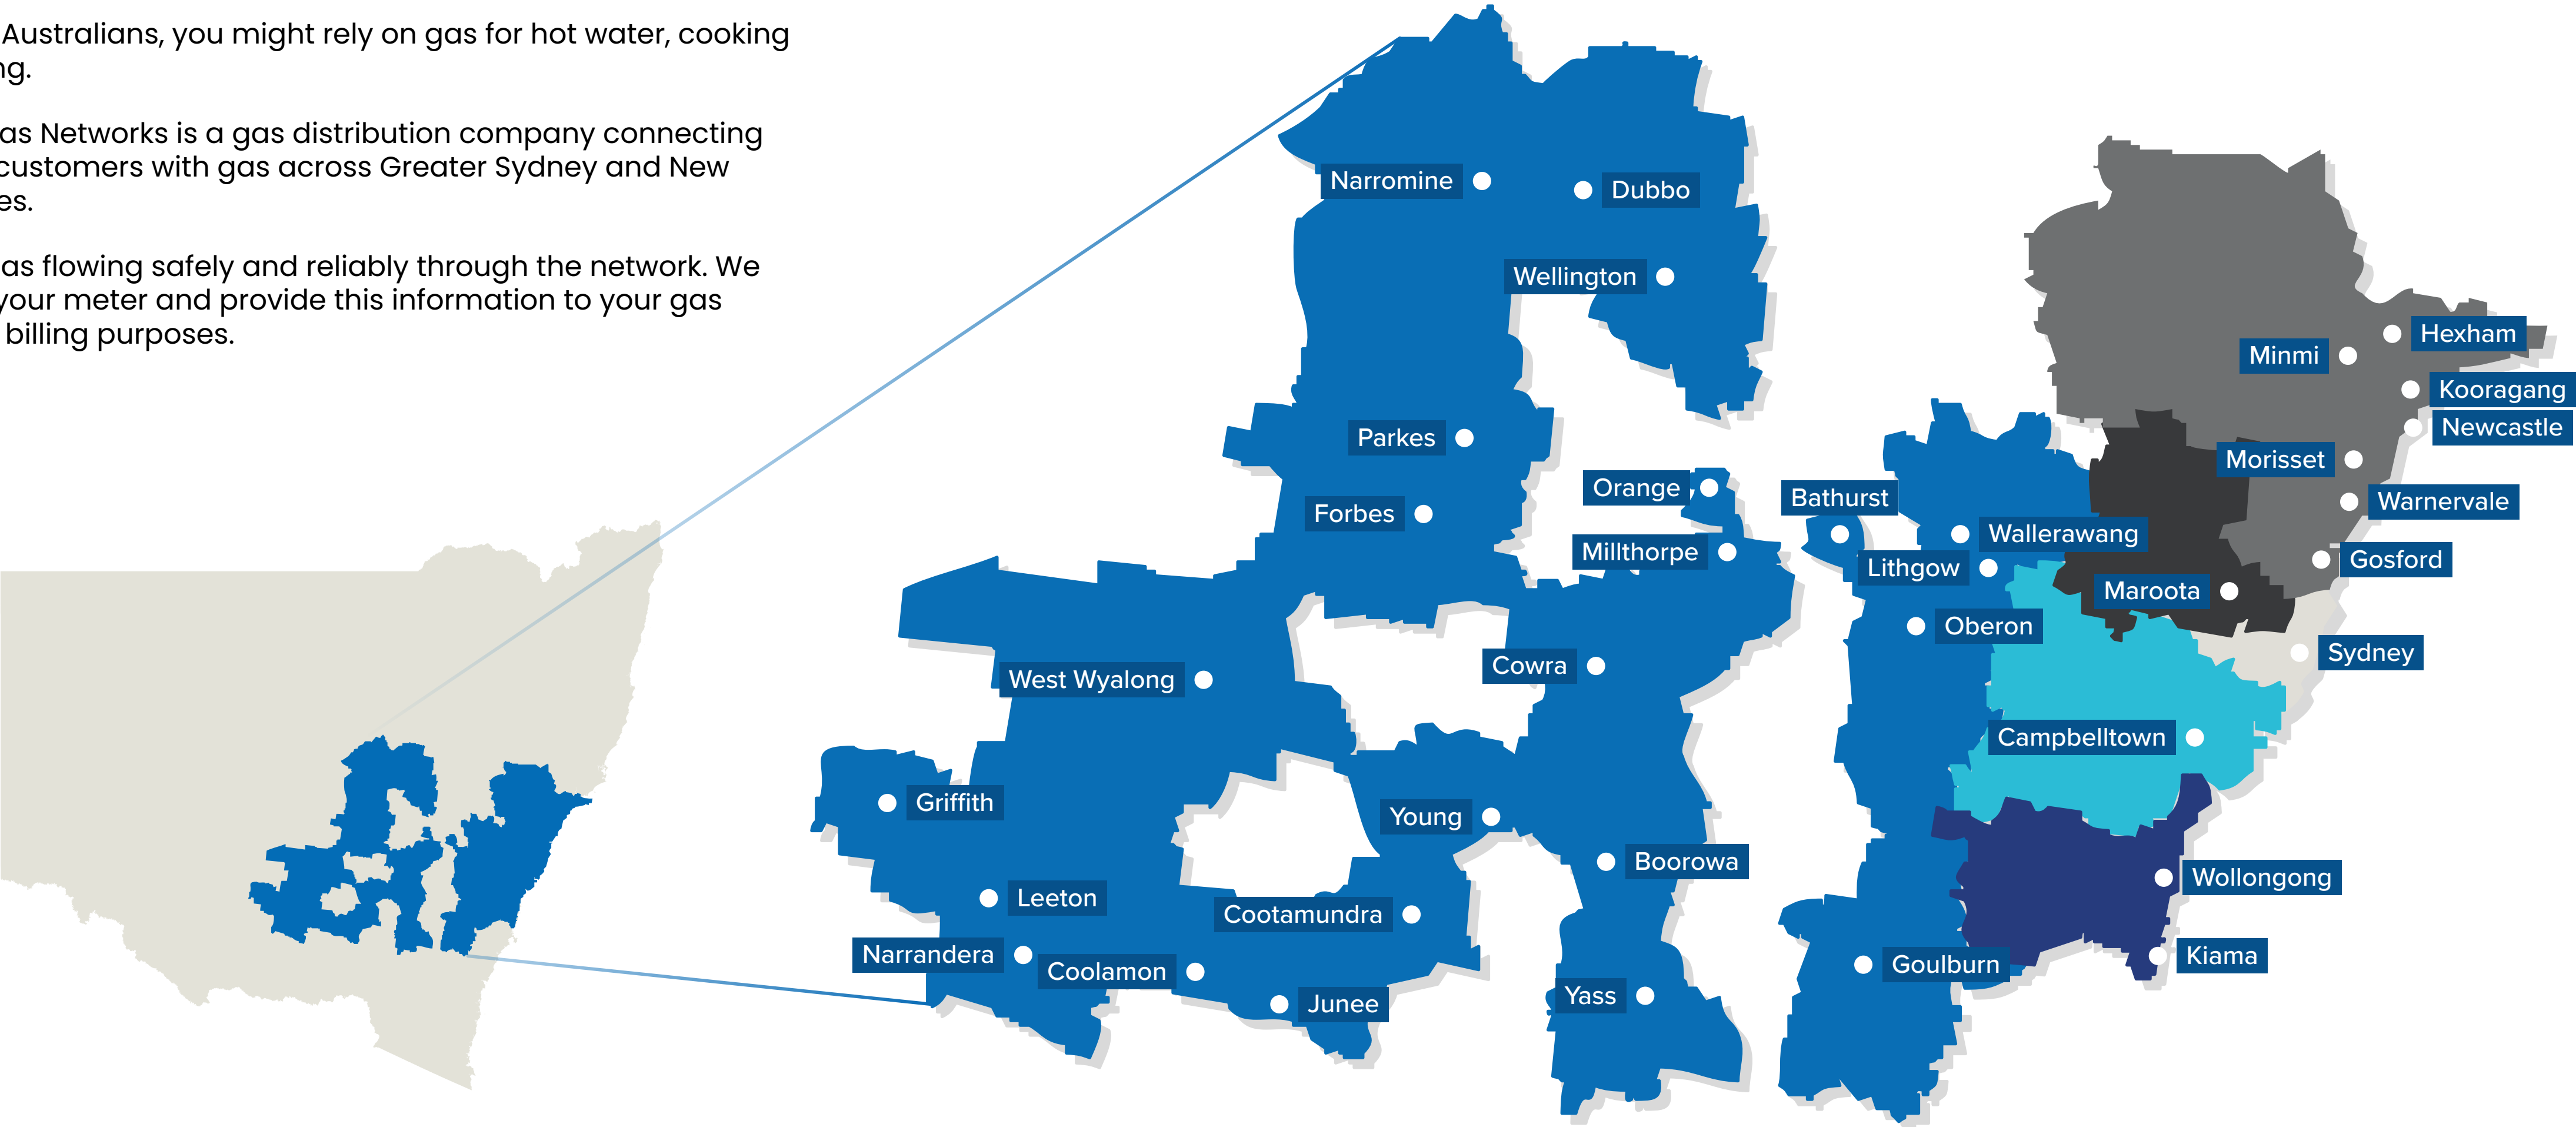 Australians, you might rely on gas for hot water, cooking
ng.
as Networks is a gas distribution company connecting
customers with gas across Greater Sydney and New
es.
as flowing safely and reliably through the network. We
your meter and provide this information to your gas
billing purposes.
Narromine
Dubbo
Wellington
Hexham
Minmi
Kooragang
Newcastle
Parkes
Morisset
Orange
Bathurst
Warnervale
Forbes
Wallerawang
Millthorpe
Gosford
Lithgow
Maroota
Oberon
Sydney
Cowra
West Wyalong
Campbelltown
Griffith
Young
Boorowa
Wollongong
Leeton
Cootamundra
Narrandera
Kiama
Goulburn
Coolamon
Yass
Junee